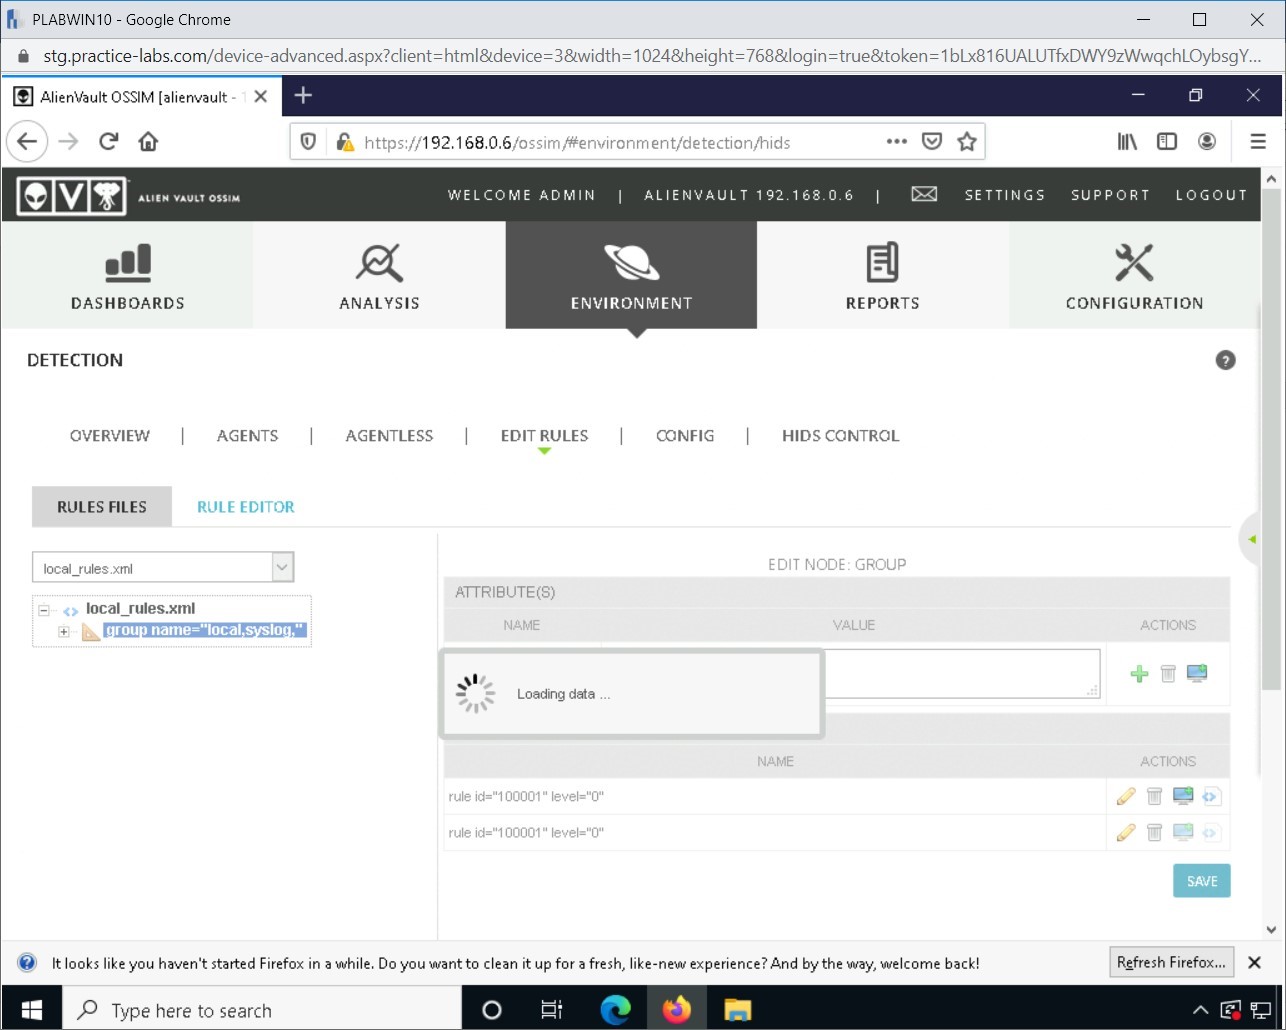 PLABWIN10 - Google Chrome
stg.practice-labs.com/device-advanced.aspx?client=html&device=3&width=1024&height=768&login=true&token=1bLx816UALUTfxDWY9zWwqchLOybsgY...
AlienVault OSSIM [alienvault - 1
https://192.168.0.6/ossim/#environment/detection/hids
ALIEN VAULT OSSIM
WELCOME ADMIN | ALIENVAULT 192.168.0.6 | SETTINGS SUPPORT LOGOUT
DASHBOARDS ANALYSIS ENVIRONMENT REPORTS CONFIGURATION
DETECTION
OVERVIEW | AGENTS | AGENTLESS | EDIT RULES | CONFIG | HIDS CONTROL
RULES FILES RULE EDITOR
local_rules.xml
local_rules.xml
group name="local,syslog,"
EDIT NODE: GROUP
ATTRIBUTE(S)
NAME VALUE ACTIONS
Loading data ...
NAME ACTIONS
rule id="100001" level="0"
rule id="100001" level="0"
SAVE
It looks like you haven't started Firefox in a while. Do you want to clean it up for a fresh, like-new experience? And by the way, welcome back!
Refresh Firefox...
Type here to search